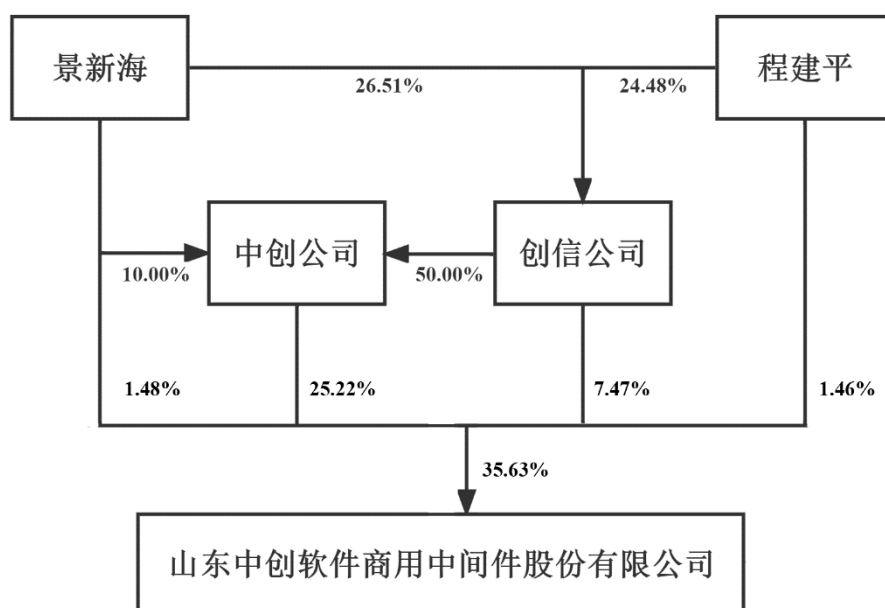 景新海
程建平
26.51%
24.48%
中创公司
创信公司
10.00%
50.00%
1.48%
25.22%
7.47%
1.46%
35.63%
山东中创软件商用中间件股份有限公司